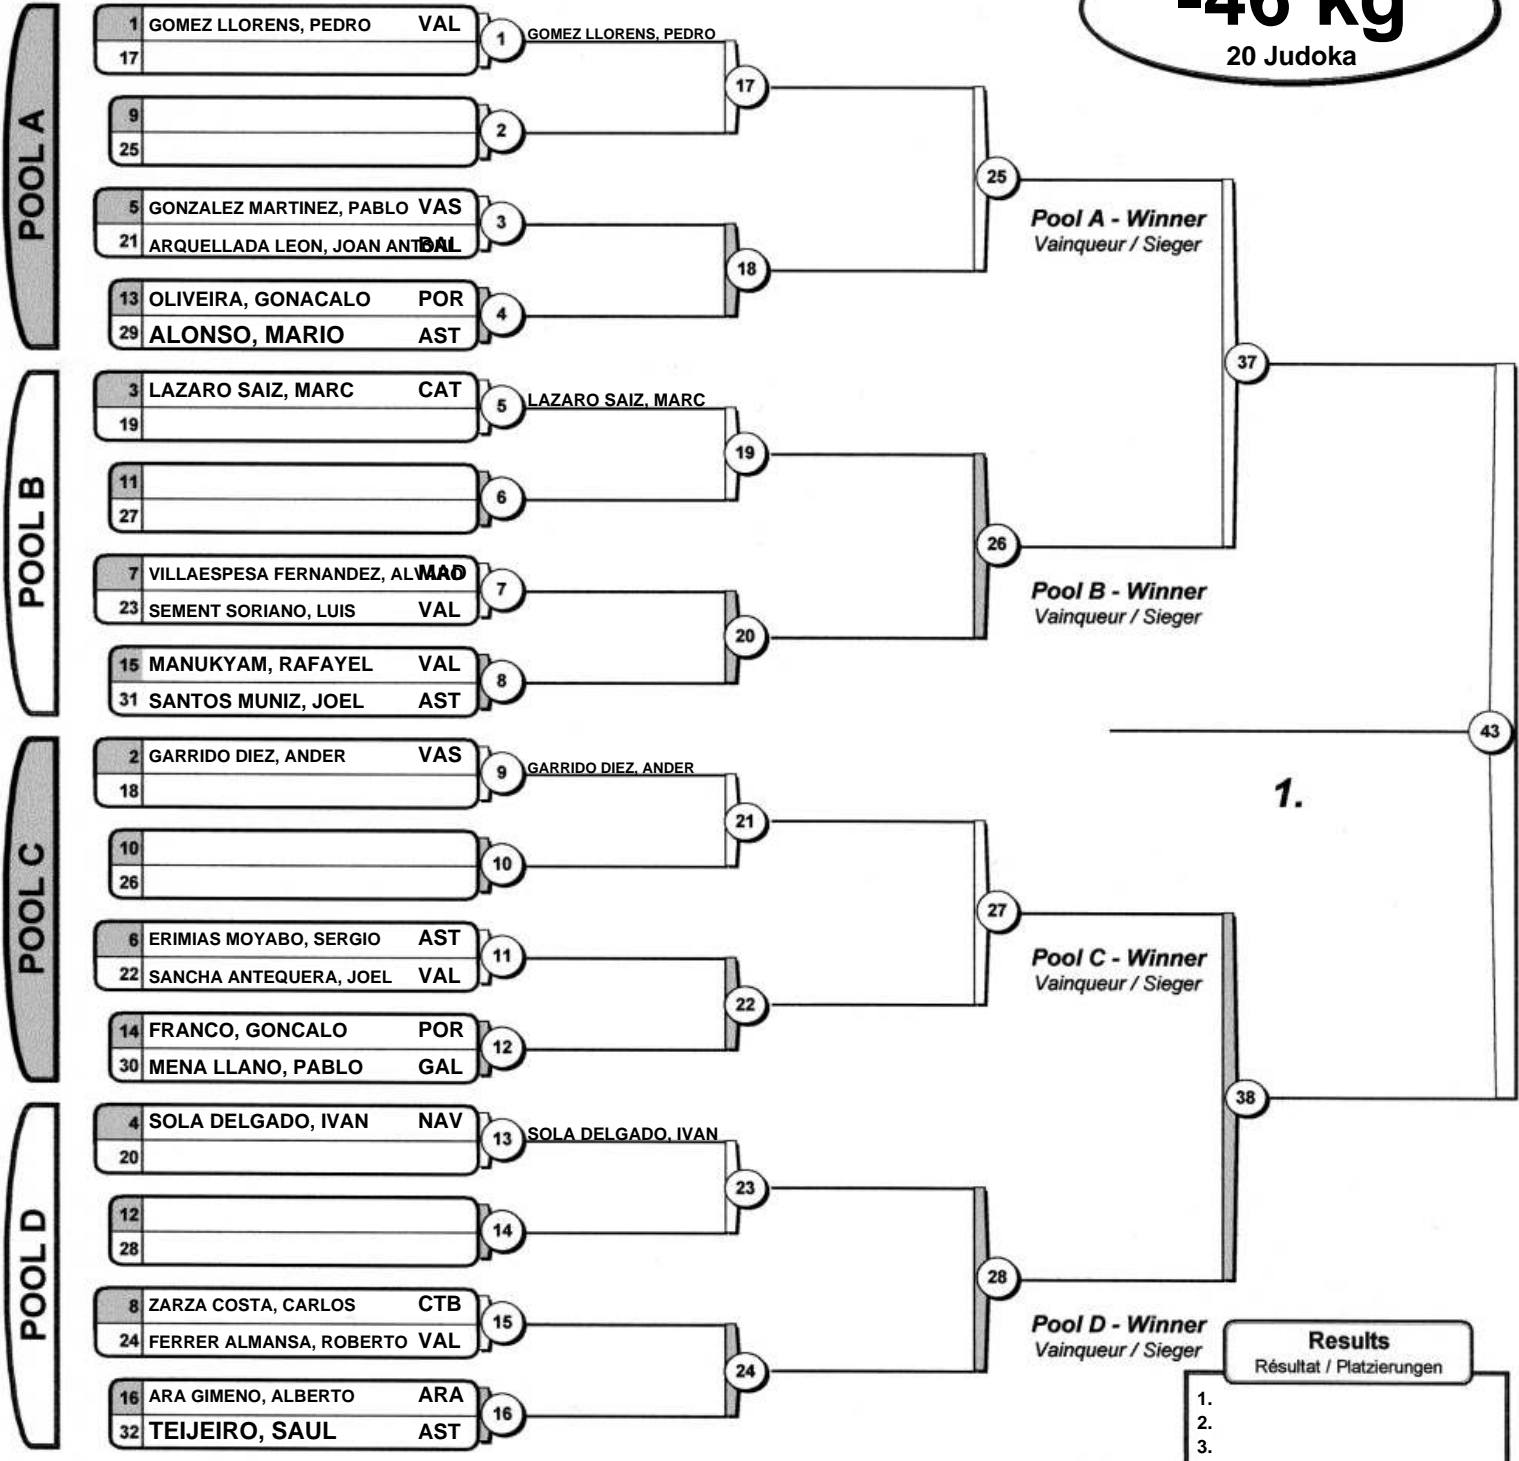 -46 kg
20 Judoka
POOL A
1 GOMEZ LLORENS, PEDRO VAL
17
1 GOMEZ LLORENS, PEDRO
9
25
2
17
5 GONZALEZ MARTINEZ, PABLO VAS
21 ARQUELLADA LEON, JOAN ANTONI BAL
3
13 OLIVEIRA, GONACALO POR
29 ALONSO, MARIO AST
4
18
25
Pool A - Winner
Vainqueur / Sieger
POOL B
3 LAZARO SAIZ, MARC CAT
19
5 LAZARO SAIZ, MARC
11
27
6
19
7 VILLAESPESA FERNANDEZ, ALVARO MAD
23 SEMENT SORIANO, LUIS VAL
7
15 MANUKYAM, RAFAYEL VAL
31 SANTOS MUNIZ, JOEL AST
8
20
26
Pool B - Winner
Vainqueur / Sieger
37
POOL C
2 GARRIDO DIEZ, ANDER VAS
18
9 GARRIDO DIEZ, ANDER
10
26
10
21
6 ERIMIAS MOYABO, SERGIO AST
22 SANCHA ANTEQUERA, JOEL VAL
11
14 FRANCO, GONCALO POR
30 MENA LLANO, PABLO GAL
12
22
27
Pool C - Winner
Vainqueur / Sieger
POOL D
4 SOLA DELGADO, IVAN NAV
20
13 SOLA DELGADO, IVAN
12
28
14
23
8 ZARZA COSTA, CARLOS CTB
24 FERRER ALMANSA, ROBERTO VAL
15
16 ARA GIMENO, ALBERTO ARA
32 TEIJEIRO, SAUL AST
16
24
28
Pool D - Winner
Vainqueur / Sieger
38
43
1.
Results
Résultat / Platzierungen
1.
2.
3.